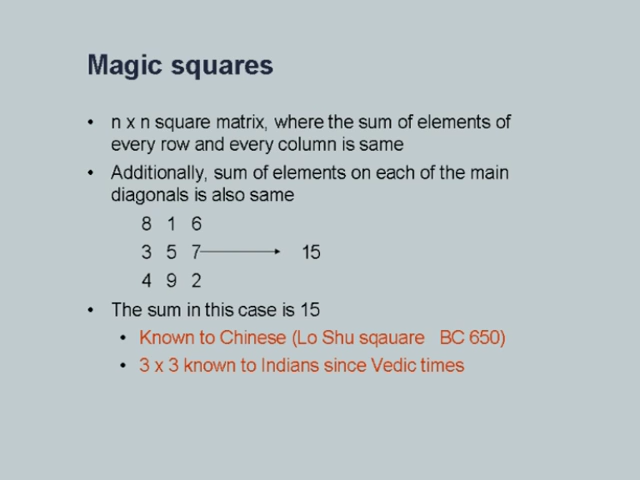 Magic squares
• n x n square matrix, where the sum of elements of
every row and every column is same
• Additionally, sum of elements on each of the main
diagonals is also same
8 1 6
3 5 7 → 15
4 9 2
• The sum in this case is 15
• Known to Chinese (Lo Shu sqauare BC 650)
• 3 x 3 known to Indians since Vedic times